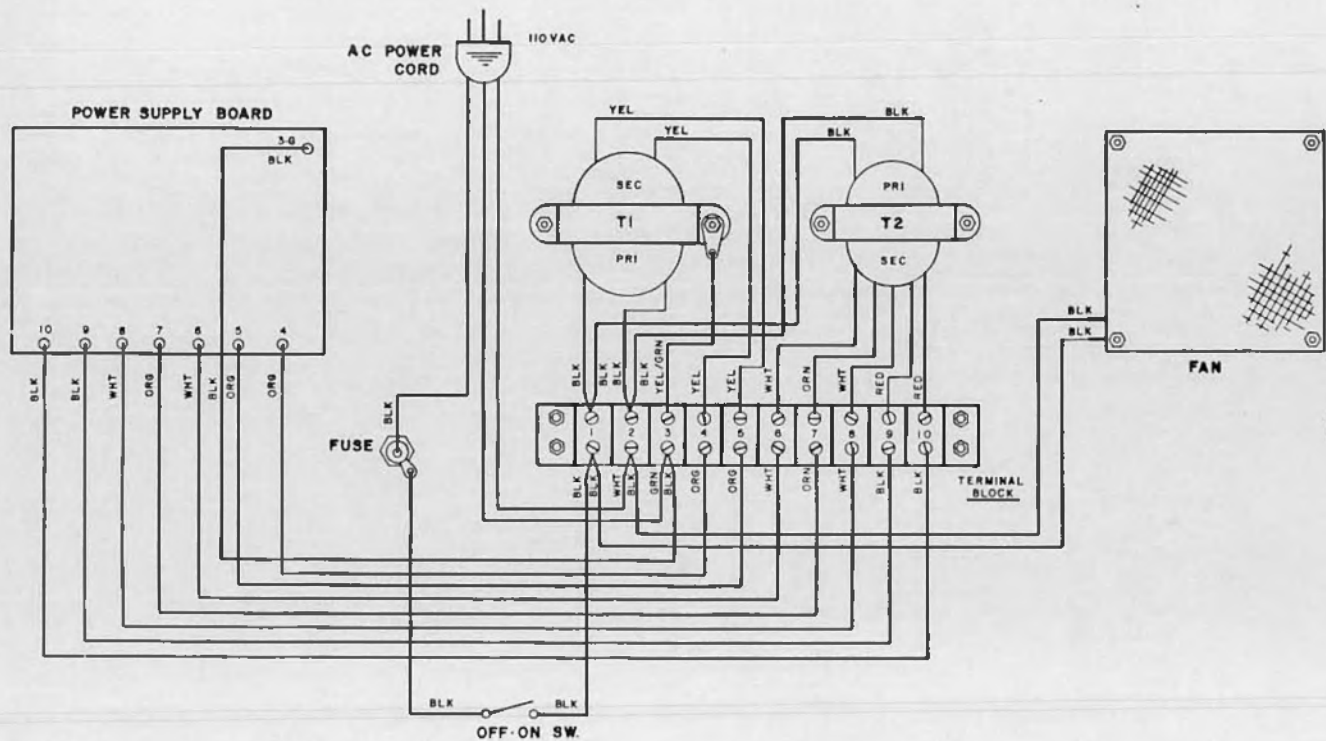 110 VAC
AC POWER
CORD
POWER SUPPLY BOARD
3-G
BLK
10 9 8 7 6 5 4
BLK
BLK
WHT
ORG
WHT
BLK
ORG
ORG
YEL
YEL
SEC
T1
PRI
BLK
BLK
PRI
T2
SEC
BLK
BLK
FAN
BLK
BLK
BLK
BLK
YEL/GRN
YEL
YEL
WHT
ORN
WHT
RED
RED
1 2 3 4 5 6 7 8 9 10
BLK
BLK
WHT
BLK
GRN
BLK
ORG
ORG
WHT
ORN
WHT
BLK
BLK
TERMINAL
BLOCK
BLK
FUSE
BLK
BLK
OFF-ON SW.